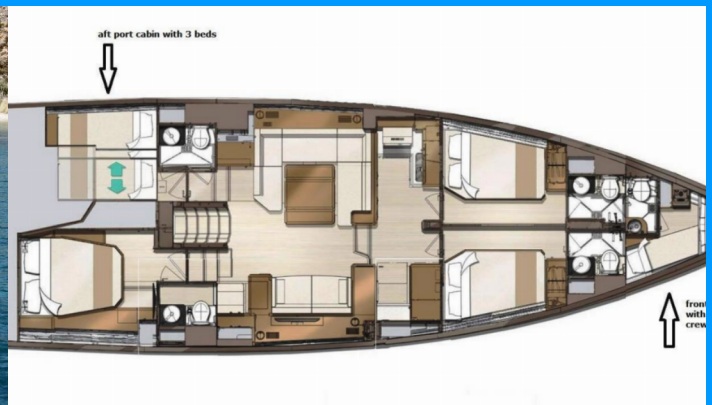 aft port cabin with 3 beds
front
with
crew